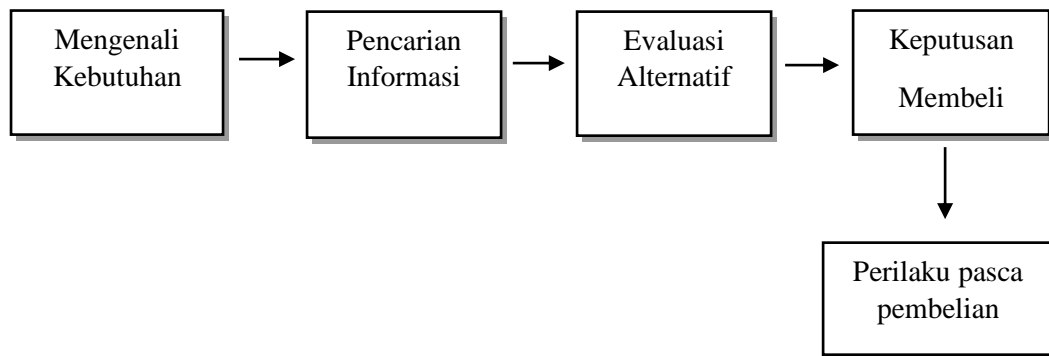 Mengenali
Kebutuhan
Pencarian
Informasi
Evaluasi
Alternatif
Keputusan
Membeli
Perilaku pasca
pembelian